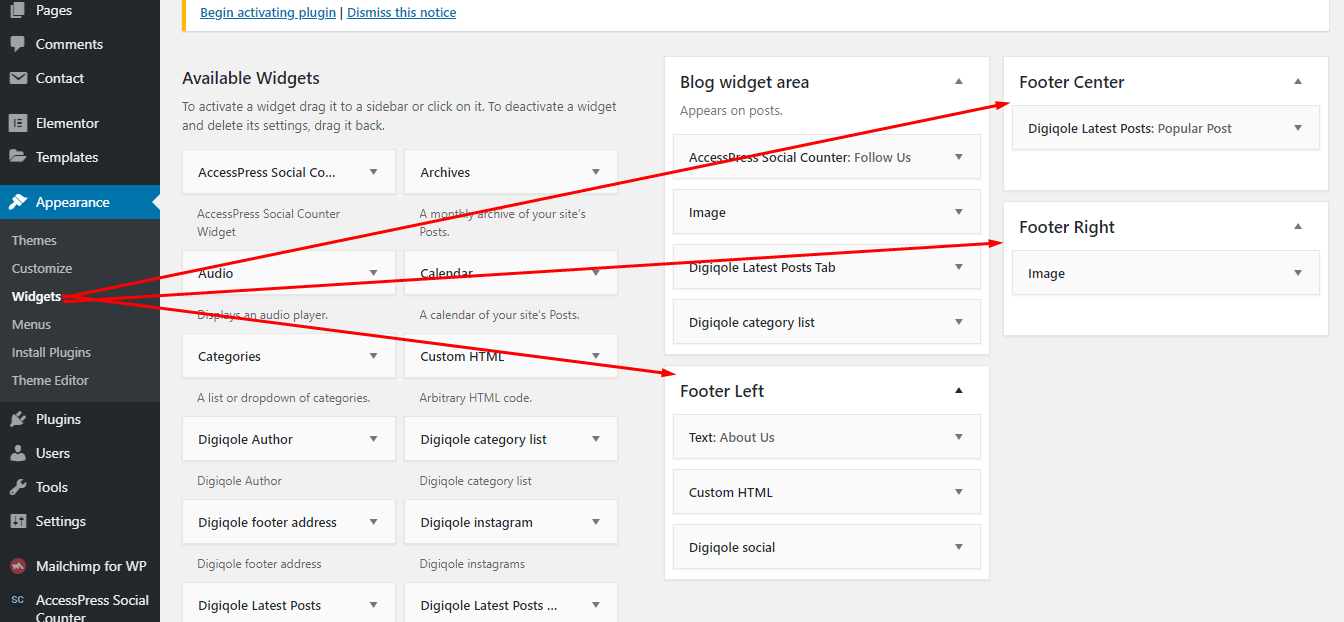 Pages
Comments
Contact
Elementor
Templates
Appearance
Themes
Customize
Widgets
Menus
Install Plugins
Theme Editor
Plugins
Users
Tools
Settings
Mailchimp for WP
SC
AccessPress Social
Counter
Begin activating plugin | Dismiss this notice
Available Widgets
To activate a widget drag it to a sidebar or click on it. To deactivate a widget
and delete its settings, drag it back.
AccessPress Social Co...
Archives
AccessPress Social Counter
Widget
A monthly archive of your site's
Posts.
Audio
Calendar
Displays an audio player.
A calendar of your site's Posts.
Categories
Custom HTML
A list or dropdown of categories.
Arbitrary HTML code.
Digiqole Author
Digiqole category list
Digiqole Author
Digiqole category list
Digiqole footer address
Digiqole instagram
Digiqole footer address
Digiqole instagrams
Digiqole Latest Posts
Digiqole Latest Posts ...
Blog widget area
Appears on posts.
AccessPress Social Counter: Follow Us
Image
Digiqole Latest Posts Tab
Digiqole category list
Footer Left
Text: About Us
Custom HTML
Digiqole social
Footer Center
Digiqole Latest Posts: Popular Post
Footer Right
Image